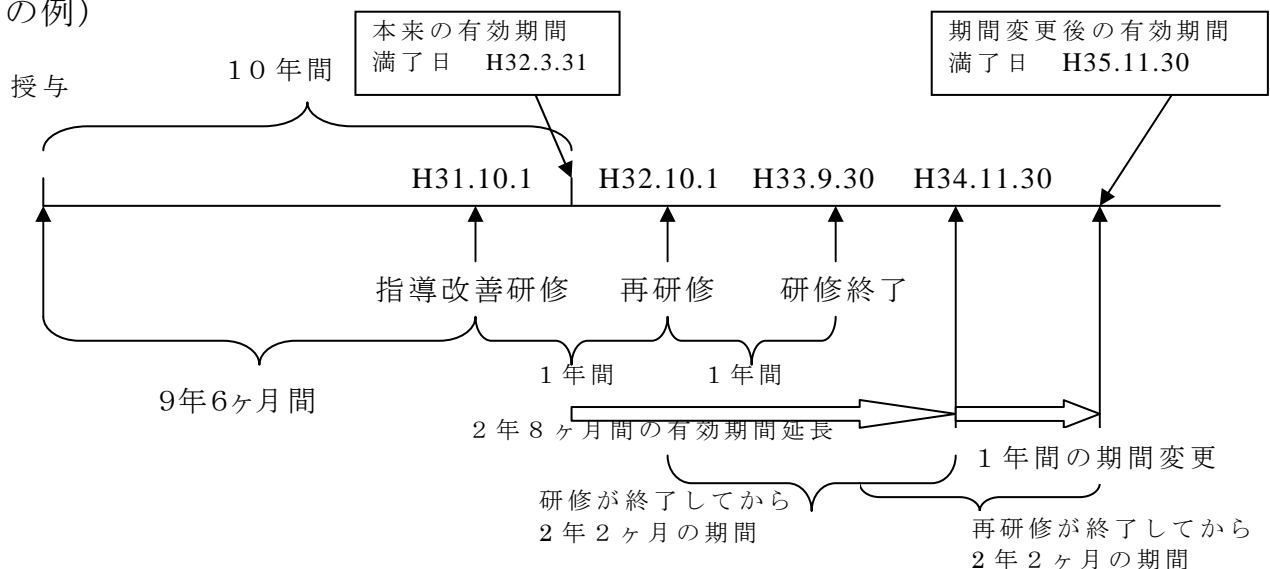 の例）
本来の有効期間
満了日　H32.3.31
期間変更後の有効期間
満了日　H35.11.30
授与
１０年間
H31.10.1
H32.10.1
H33.9.30
H34.11.30
指導改善研修
再研修
研修終了
１年間
１年間
9年6ヶ月間
２年８ヶ月間の有効期間延長
１年間の期間変更
研修が終了してから
２年２ヶ月の期間
再研修が終了してから
２年２ヶ月の期間